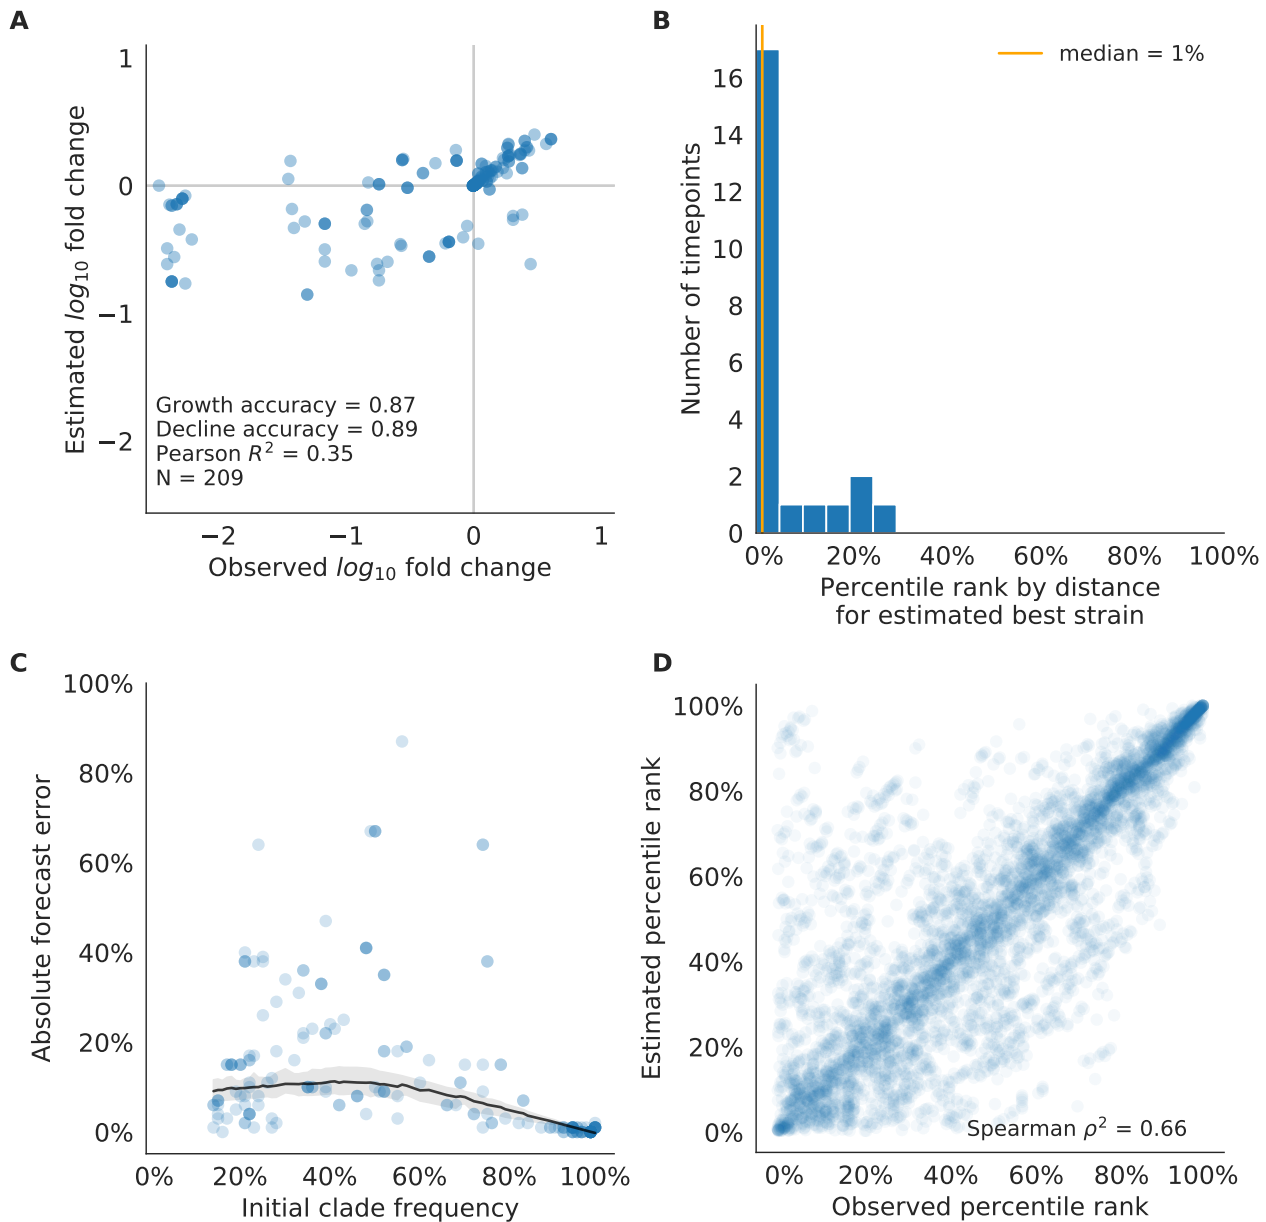 A
1
0
−1
−2
Estimated log10 fold change
Growth accuracy = 0.87
Decline accuracy = 0.89
Pearson R² = 0.35
N = 209
−2 −1 0 1
Observed log10 fold change
B
median = 1%
16
14
12
10
8
6
4
2
0
Number of timepoints
0% 20% 40% 60% 80% 100%
Percentile rank by distance
for estimated best strain
C
100%
80%
60%
40%
20%
0%
Absolute forecast error
0% 20% 40% 60% 80% 100%
Initial clade frequency
D
100%
80%
60%
40%
20%
0%
Estimated percentile rank
Spearman ρ² = 0.66
0% 20% 40% 60% 80% 100%
Observed percentile rank